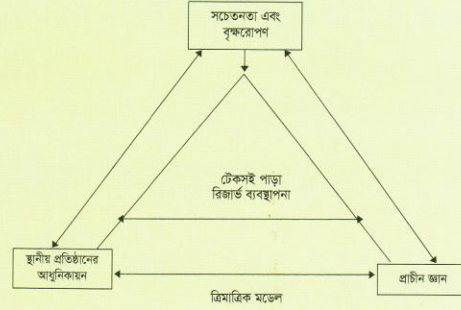 সচেতনতা এবং
বৃক্ষরোপণ
টেকসই পাড়া
রিজার্ভ ব্যবস্থাপনা
স্থানীয় প্রতিষ্ঠানের
আধুনিকায়ন
প্রাচীন জ্ঞান
ত্রিমাত্রিক মডেল